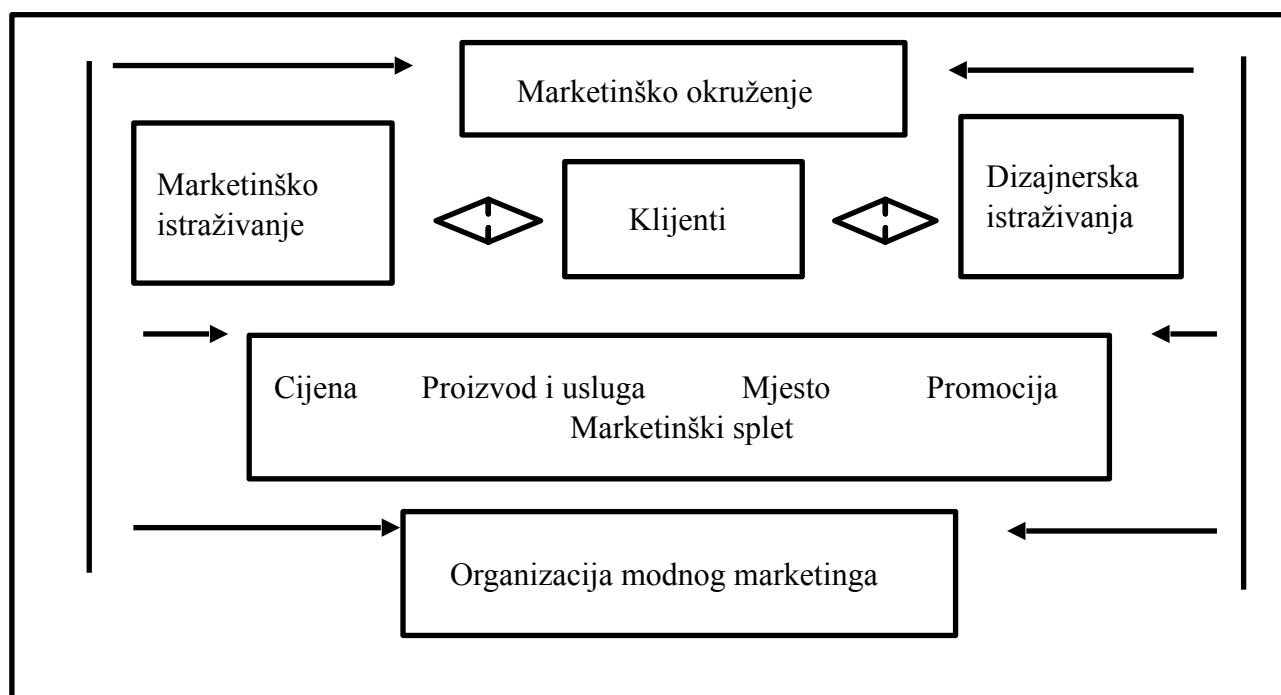 Marketinško okruženje
Marketinško
istraživanje
Klijenti
Dizajnerska
istraživanja
Cijena Proizvod i usluga Mjesto Promocija
Marketinški splet
Organizacija modnog marketinga